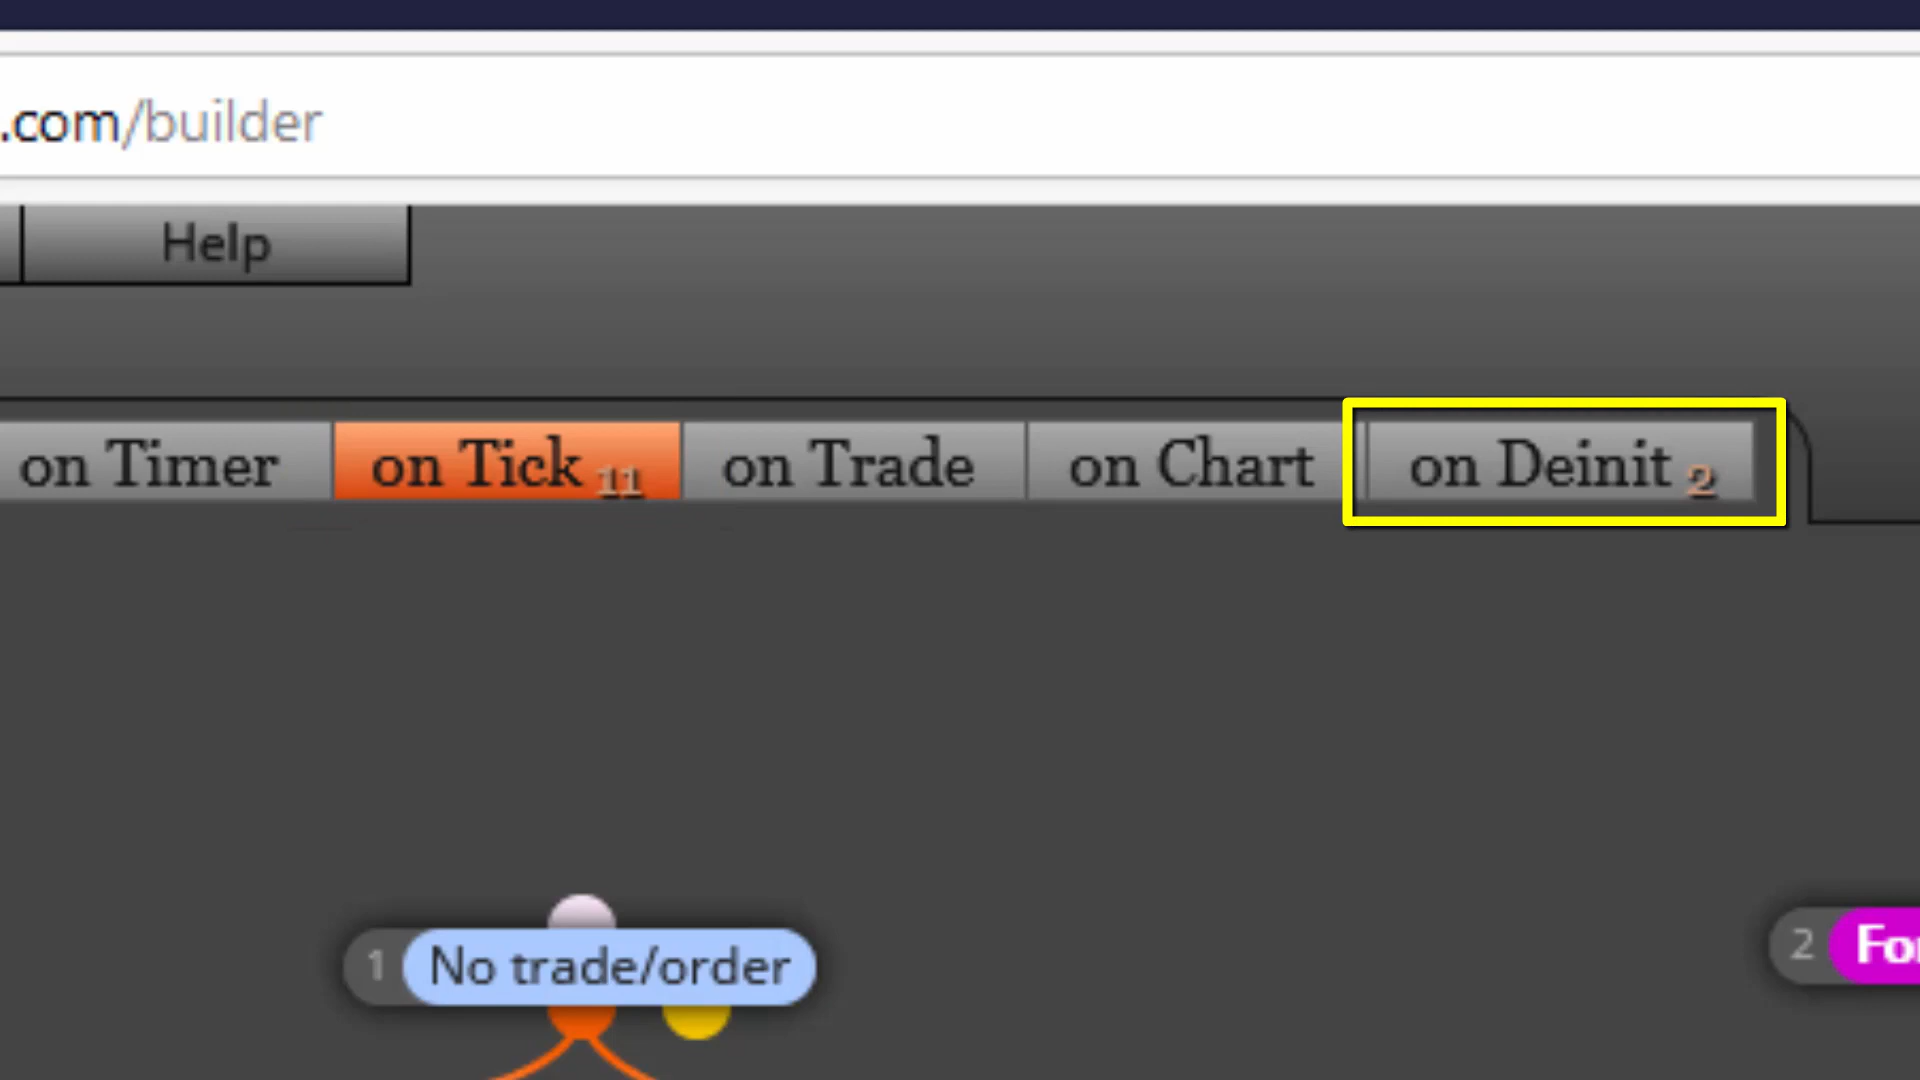 .com/builder
Help
on Timer on Tick 11 on Trade on Chart on Deinit 2
1 No trade/order
2